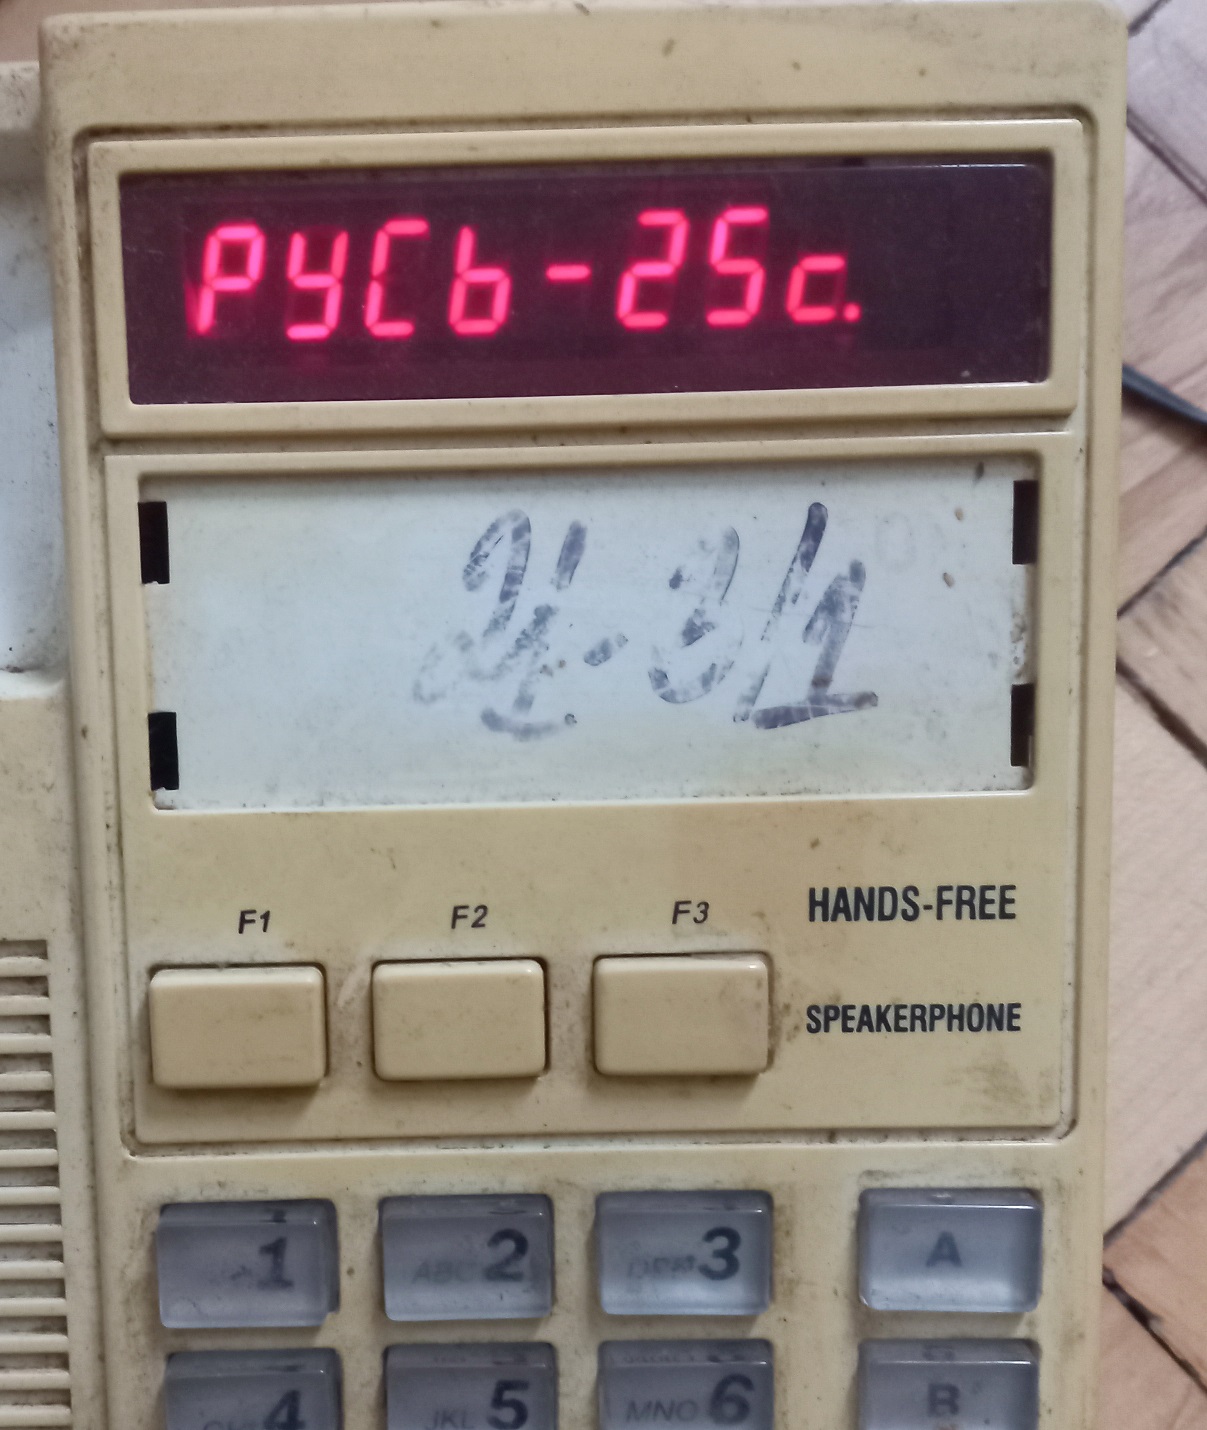 РУСЬ-25с.
F1 F2 F3 HANDS-FREE
SPEAKERPHONE
1 ABC 2 DEF 3 A
4 JKL 5 MNO 6 B